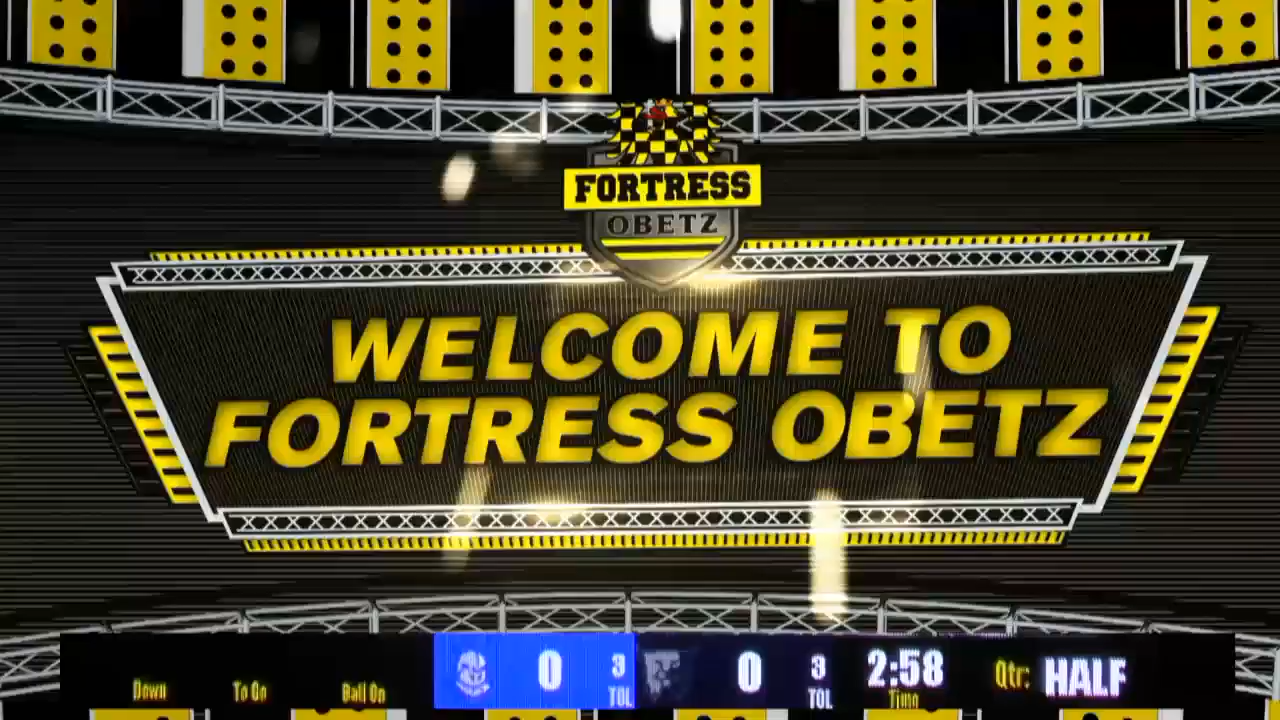 FORTRESS
OBETZ
WELCOME TO
FORTRESS OBETZ
Down To Go Ball On 0 3 TOL 0 3 TOL 2:58 Time Qtr: HALF